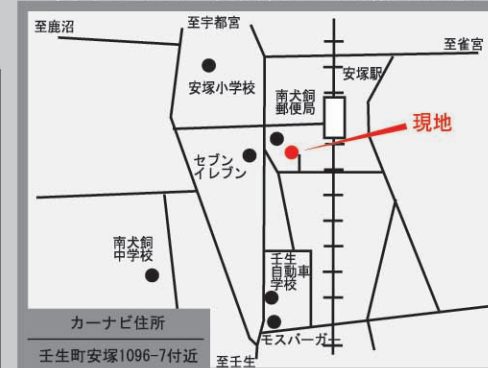 至鹿沼
至宇都宮
至雀宮
安塚小学校
安塚駅
南犬飼
郵便局
現地
セブン
イレブン
南犬飼
中学校
壬生
自動車
学校
モスバーガー
カーナビ住所
壬生町安塚1096-7付近
至壬生